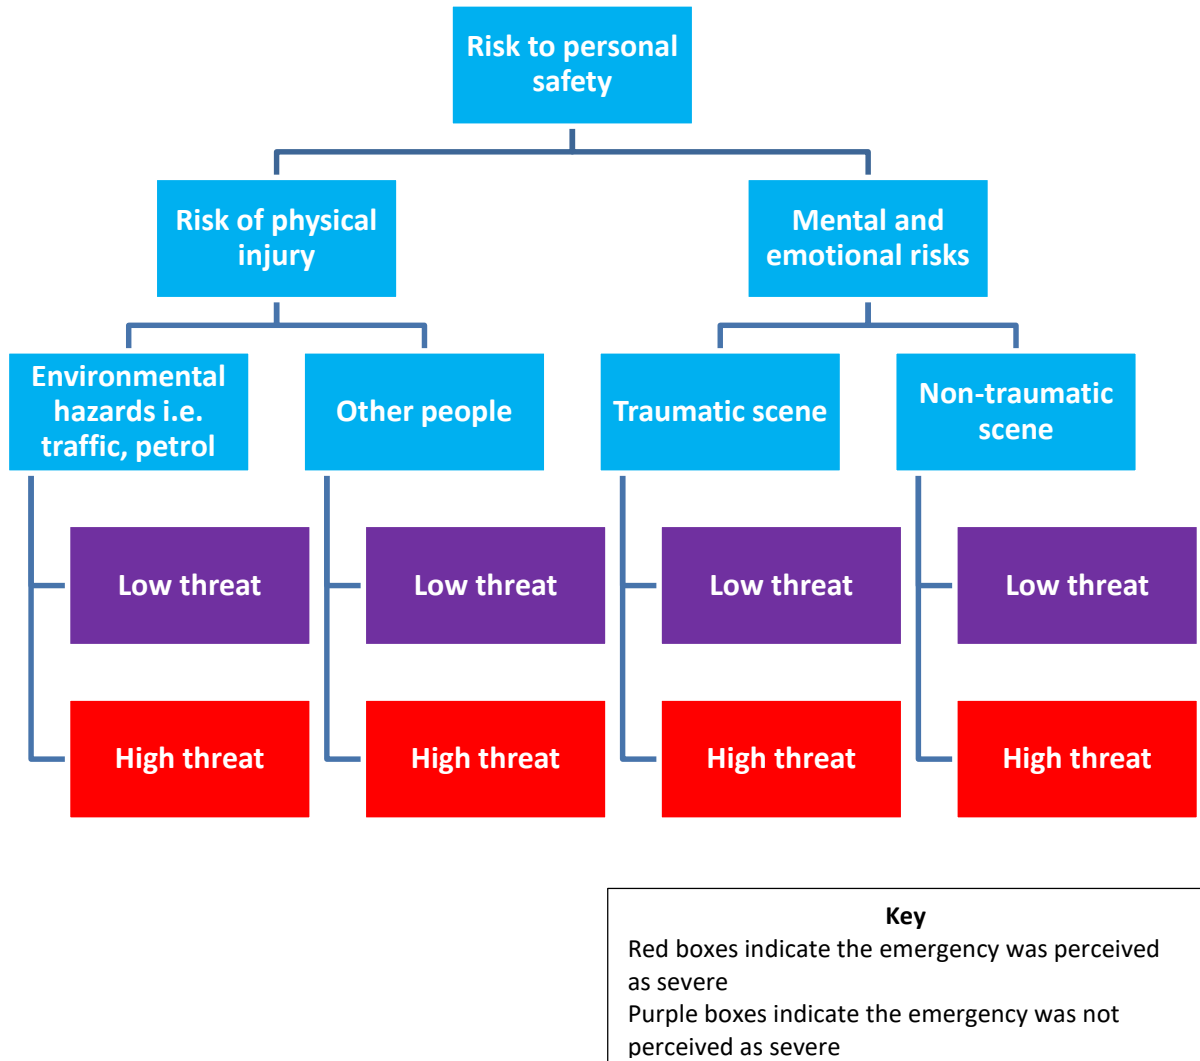 Risk to personal
safety
Risk of physical
injury
Mental and
emotional risks
Environmental
hazards i.e.
traffic, petrol
Other people
Traumatic scene
Non-traumatic
scene
Low threat
Low threat
Low threat
Low threat
High threat
High threat
High threat
High threat
Key
Red boxes indicate the emergency was perceived
as severe
Purple boxes indicate the emergency was not
perceived as severe